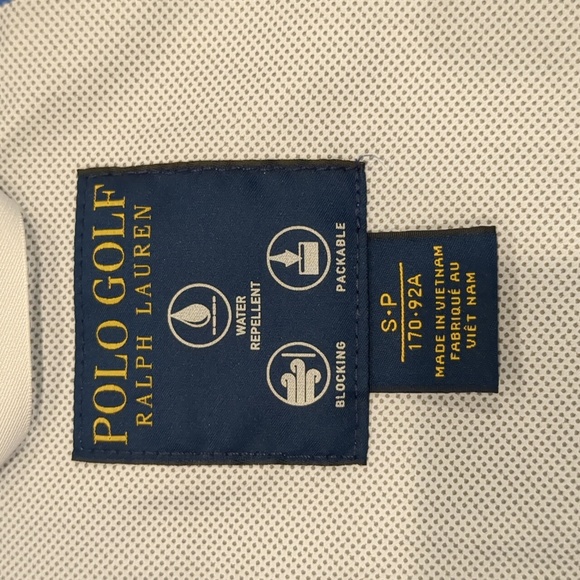 POLO GOLF
RALPH LAUREN
WATER
REPELLENT
BLOCKING
PACKABLE
S·P
170·92A
MADE IN VIETNAM
FABRIQUÉ AU
VIÊT NAM